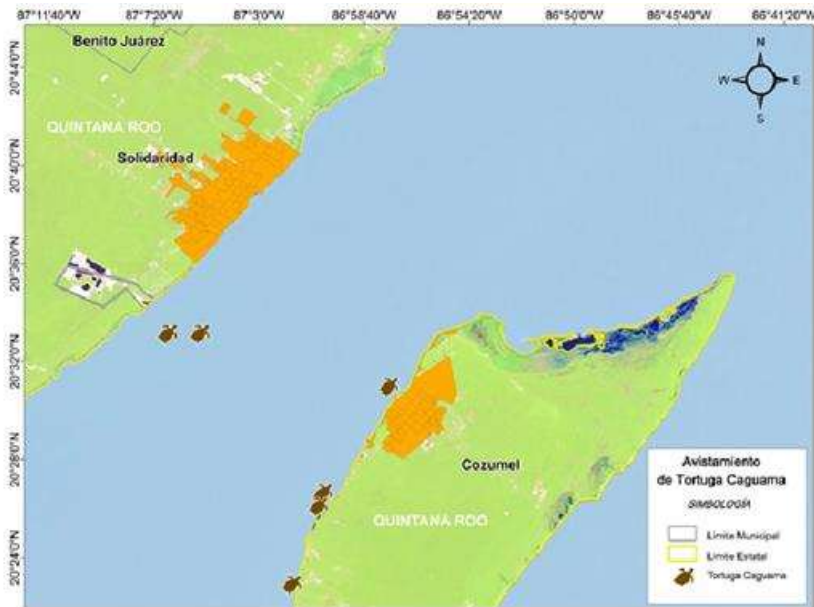 87°11'40"W 87°7'20"W 87°3'0"W 86°58'40"W 86°54'20"W 86°50'0"W 86°45'40"W 86°41'20"W
20°44'0"N
20°40'0"N
20°36'0"N
20°32'0"N
20°28'0"N
20°24'0"N
Benito Juárez
N
W E
S
QUINTANA ROO
Solidaridad
Cozumel
QUINTANA ROO
Avistamiento
de Tortuga Caguama
SIMBOLOGÍA
Límite Municipal
Límite Estatal
Tortuga Caguama